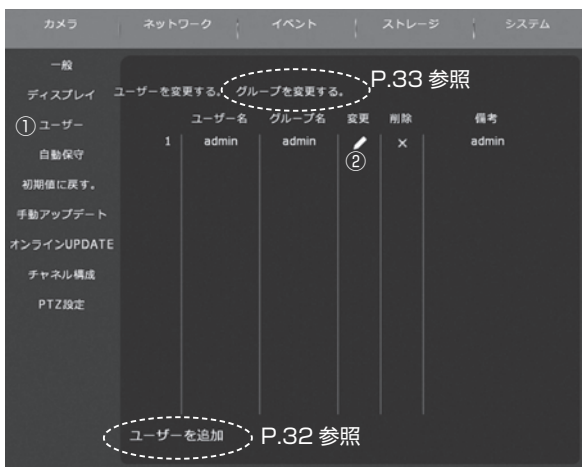 カメラ ネットワーク イベント ストレージ システム
一般
ディスプレイ
① ユーザー
自動保守
初期値に戻す。
手動アップデート
オンラインUPDATE
チャネル構成
PTZ設定
ユーザーを変更する。 グループを変更する。 P.33 参照
ユーザー名 グループ名 変更 削除 備考
1 admin admin × admin
②
ユーザーを追加 P.32 参照